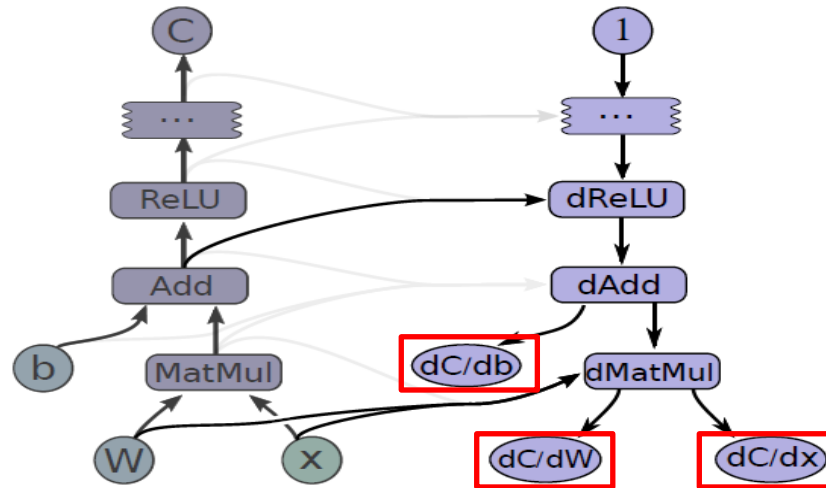 C
1
...
...
ReLU
dReLU
Add
dAdd
b
MatMul
dC/db
dMatMul
W
x
dC/dW
dC/dx